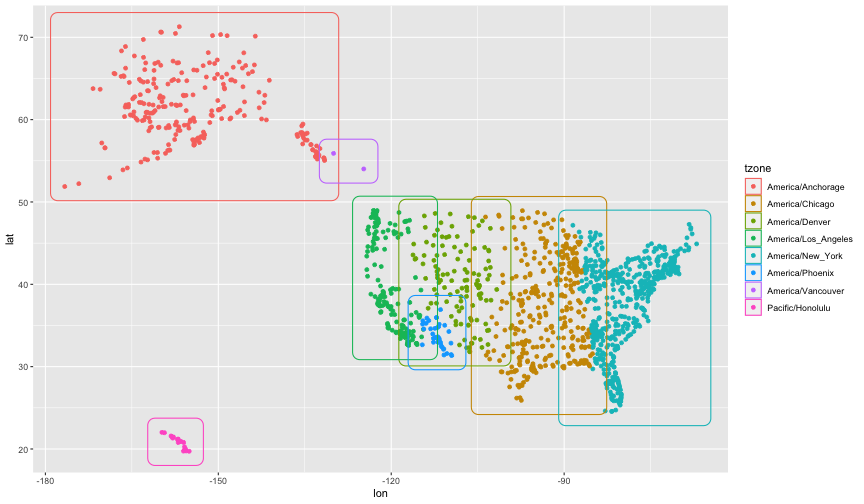 70
60
50
40
30
20
lat
-180
-150
-120
-90
lon
tzone
America/Anchorage
America/Chicago
America/Denver
America/Los_Angeles
America/New_York
America/Phoenix
America/Vancouver
Pacific/Honolulu